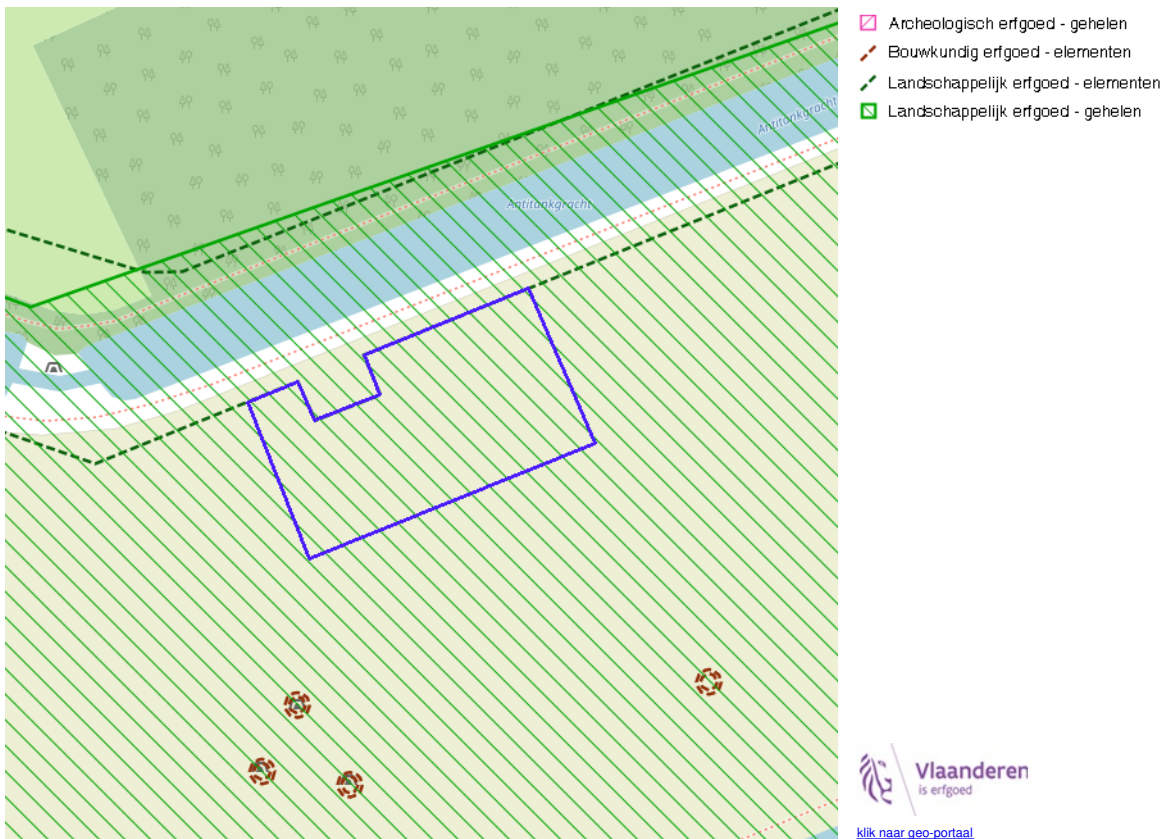 Archeologisch erfgoed - gehelen
Bouwkundig erfgoed - elementen
Landschappelijk erfgoed - elementen
Landschappelijk erfgoed - gehelen
Antitankgracht
Antitankgracht
Vlaanderen
is erfgoed
klik naar geo-portaal